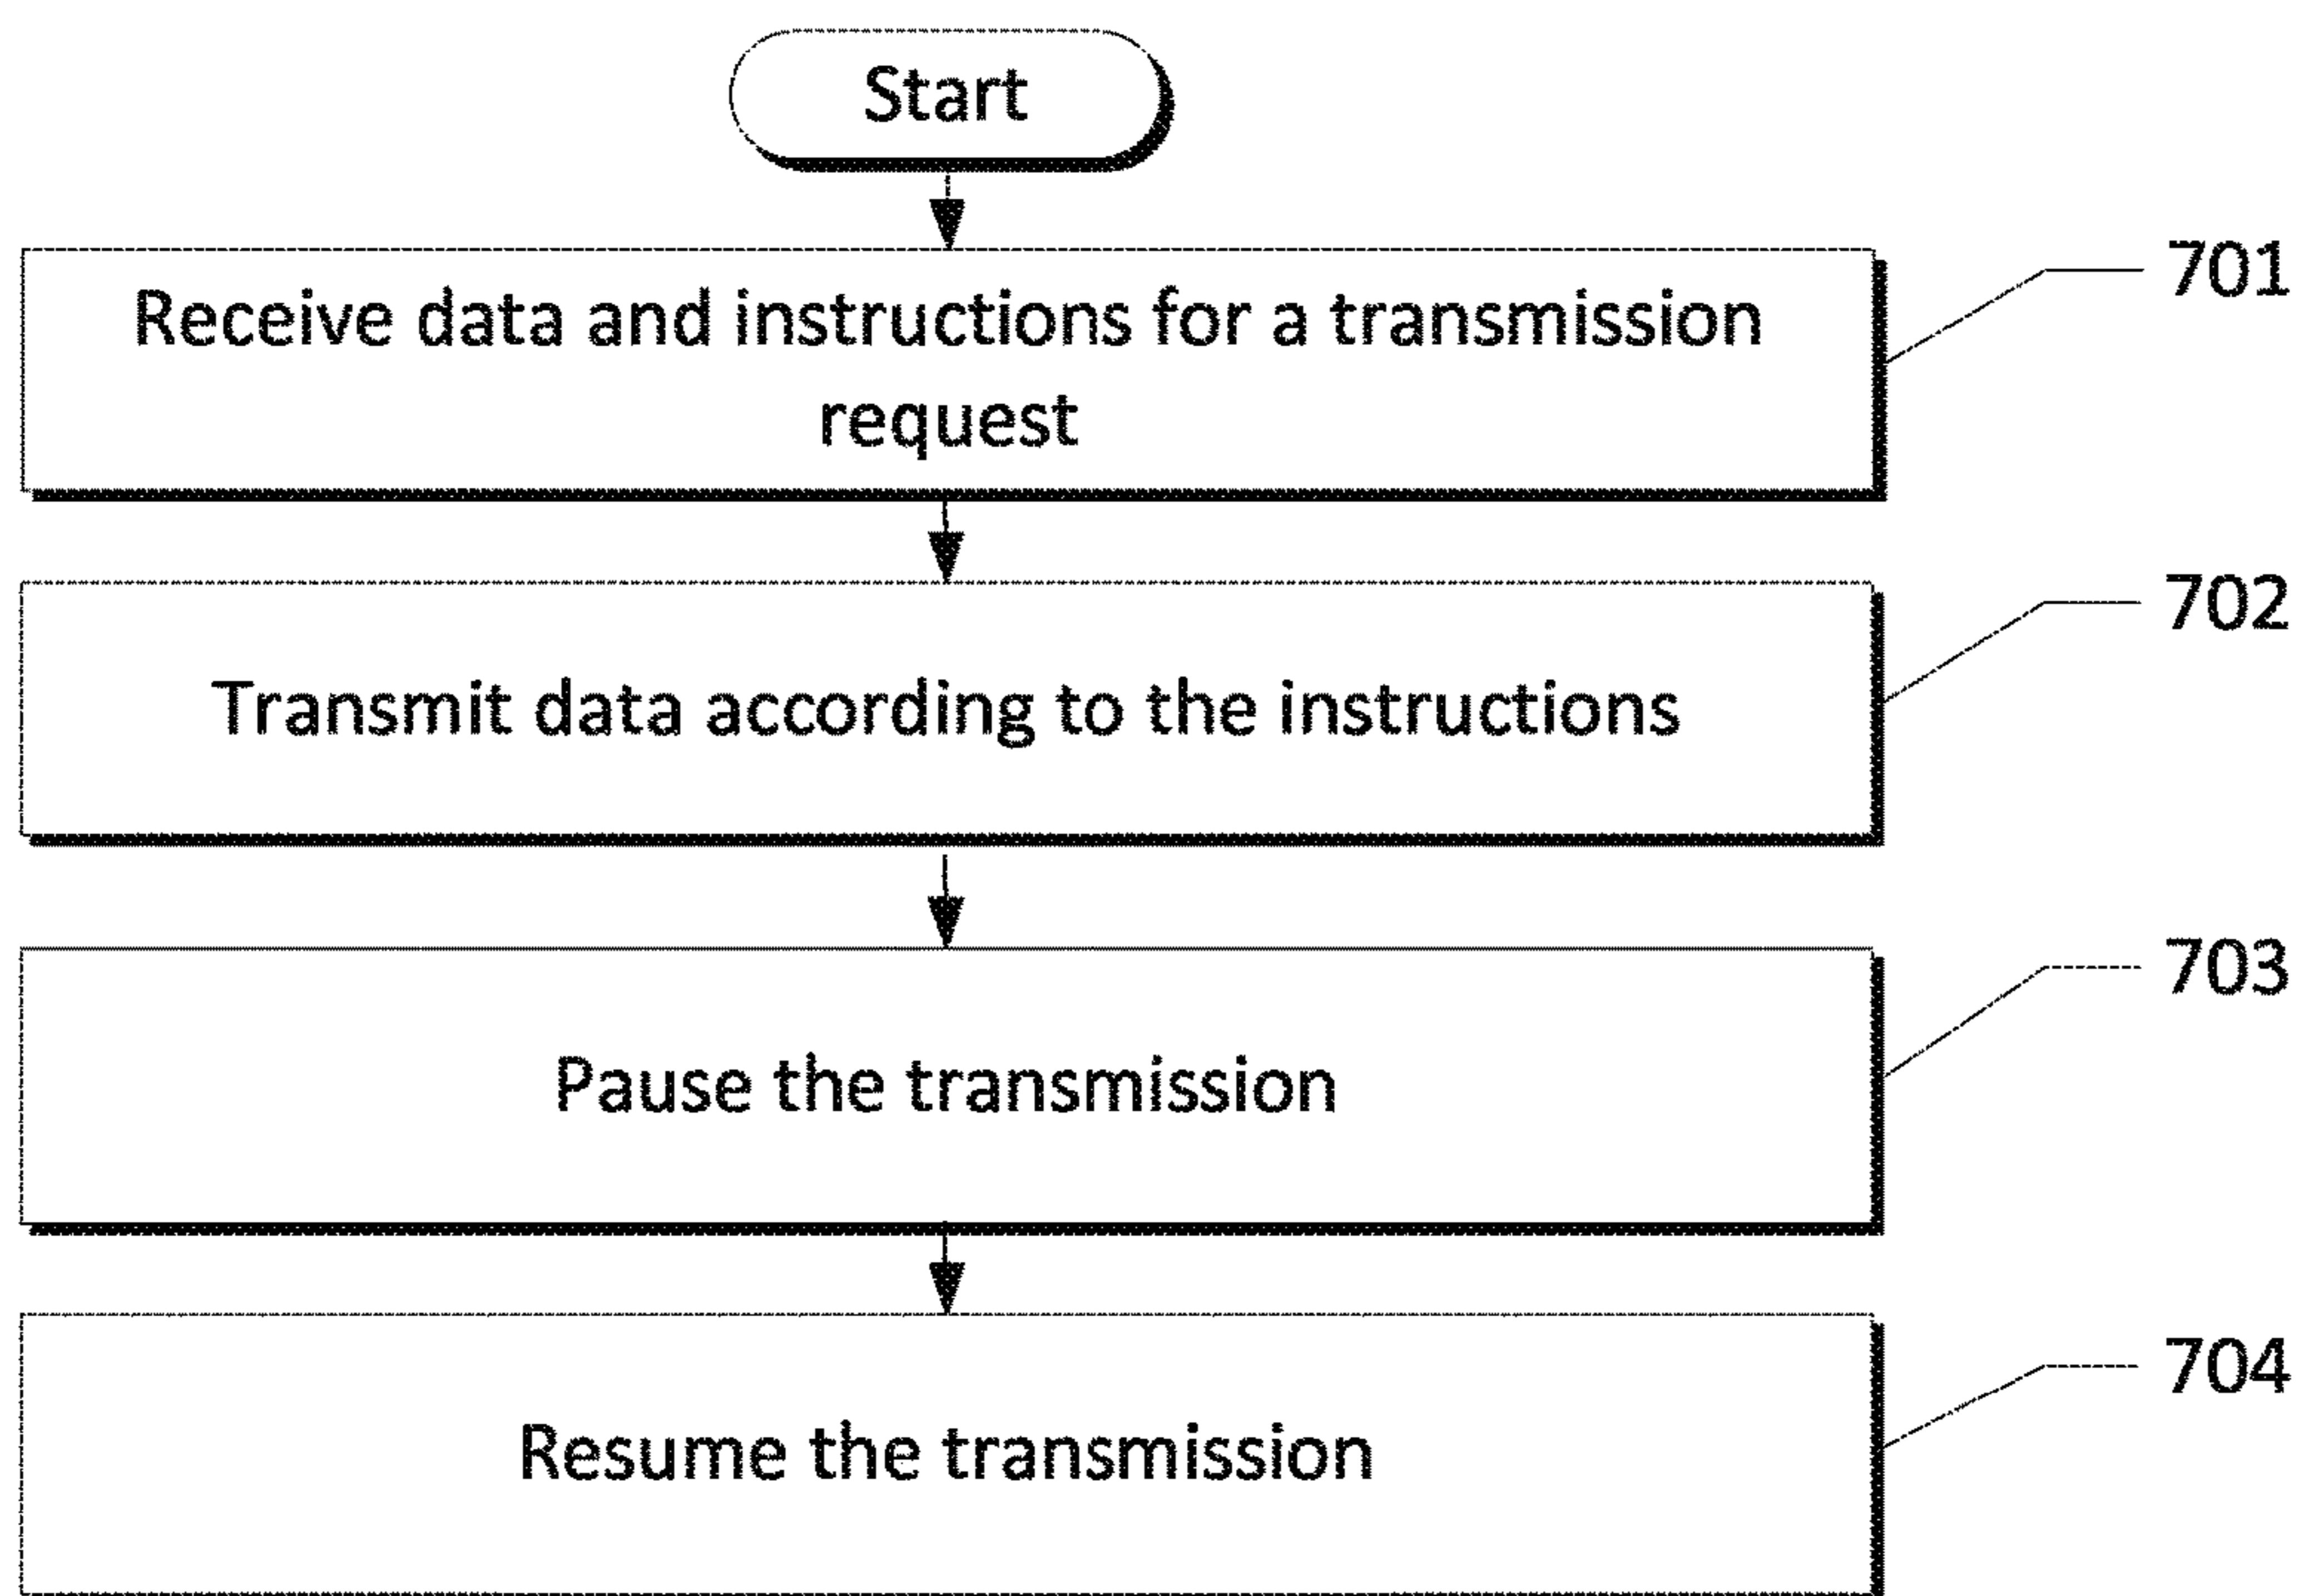 Start
Receive data and instructions for a transmission
request
701
Transmit data according to the instructions
702
Pause the transmission
703
Resume the transmission
704